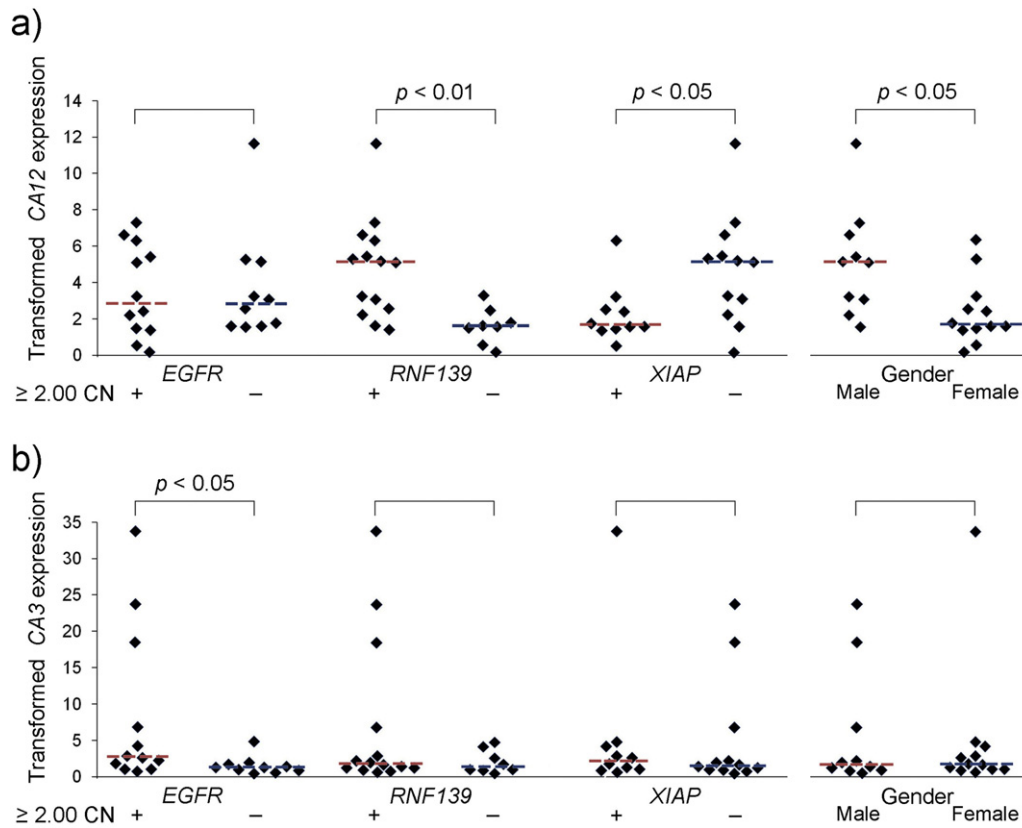 a)
p < 0.01 p < 0.05 p < 0.05
Transformed CA12 expression
14
12
10
8
6
4
2
0
EGFR RNF139 XIAP Gender
≥ 2.00 CN + – + – + – Male Female
b)
p < 0.05
Transformed CA3 expression
35
30
25
20
15
10
5
0
EGFR RNF139 XIAP Gender
≥ 2.00 CN + – + – + – Male Female